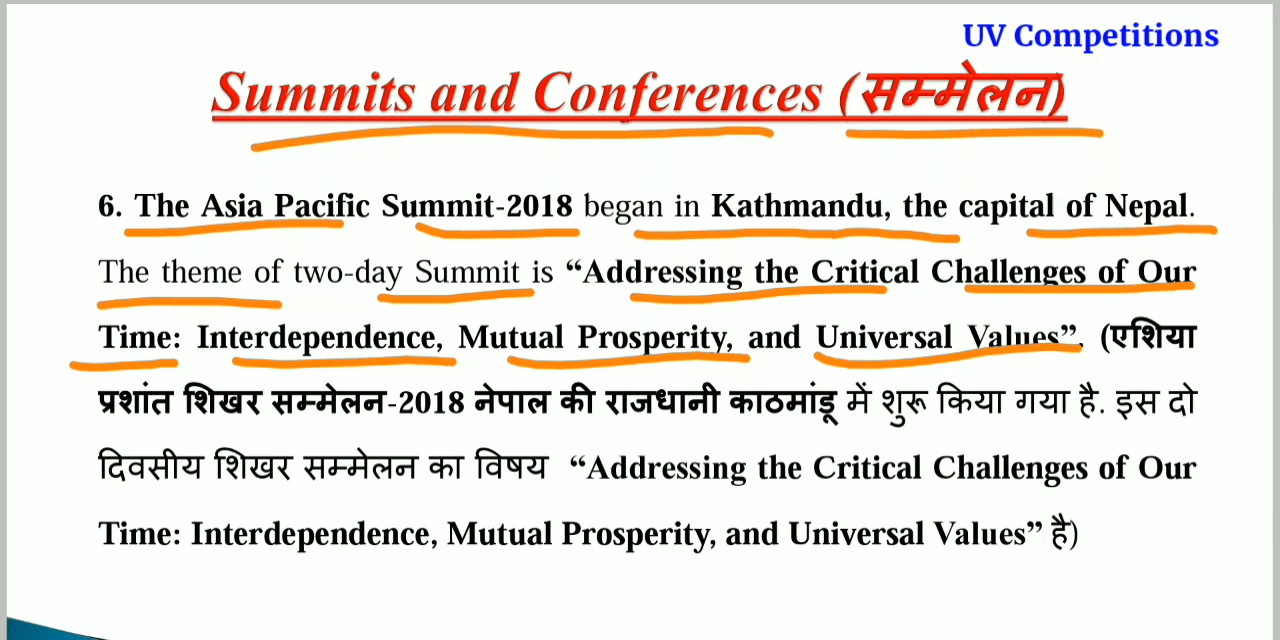 UV Competitions
Summits and Conferences (सम्मेलन)
6. The Asia Pacific Summit-2018 began in Kathmandu, the capital of Nepal.
The theme of two-day Summit is “Addressing the Critical Challenges of Our
Time: Interdependence, Mutual Prosperity, and Universal Values”. (एशिया
प्रशांत शिखर सम्मेलन-2018 नेपाल की राजधानी काठमांडू में शुरू किया गया है. इस दो
दिवसीय शिखर सम्मेलन का विषय “Addressing the Critical Challenges of Our
Time: Interdependence, Mutual Prosperity, and Universal Values” है)